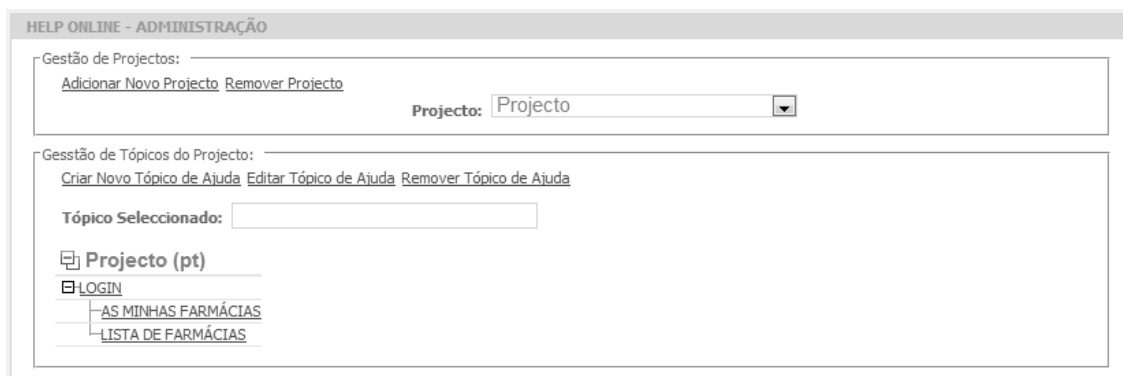 HELP ONLINE - ADMINISTRAÇÃO
Gestão de Projectos:
Adicionar Novo Projecto Remover Projecto
Projecto: Projecto
Gesstão de Tópicos do Projecto:
Criar Novo Tópico de Ajuda Editar Tópico de Ajuda Remover Tópico de Ajuda
Tópico Seleccionado:
Projecto (pt)
LOGIN
AS MINHAS FARMÁCIAS
LISTA DE FARMÁCIAS